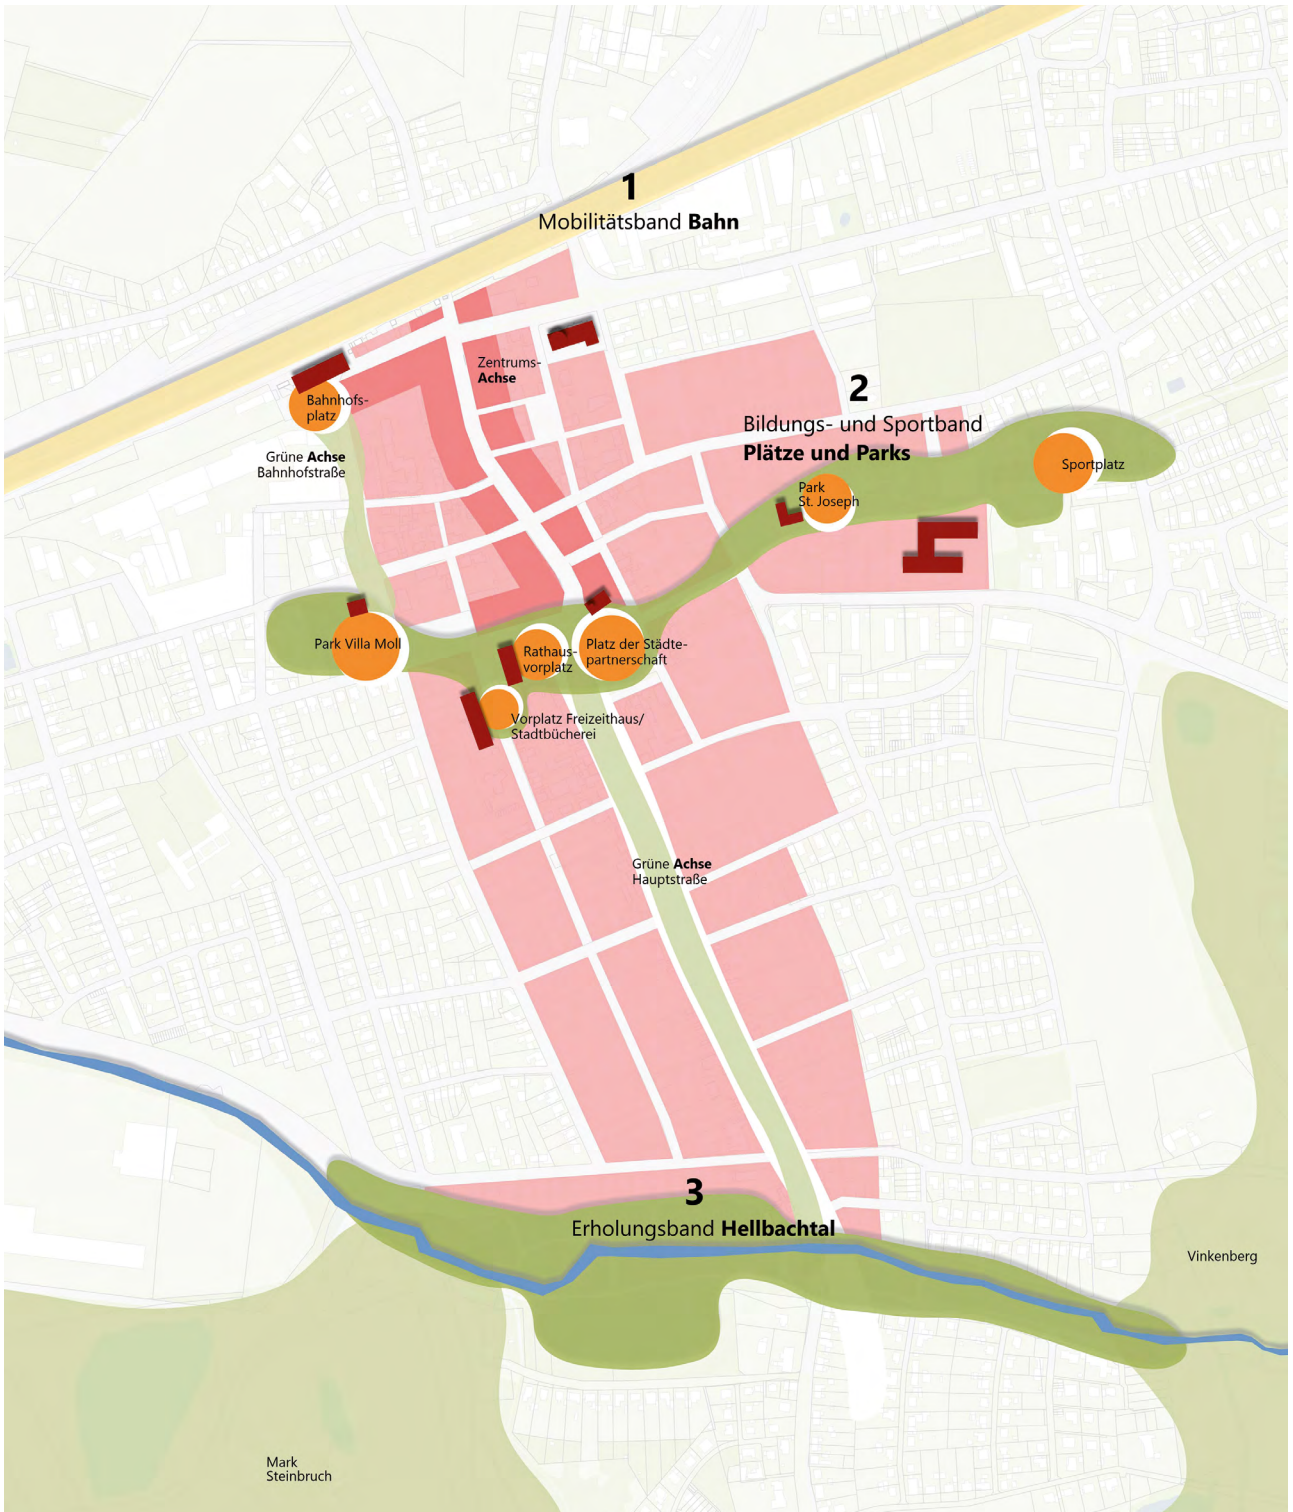 1
Mobilitätsband Bahn
Zentrums-
Achse
2
Bildungs- und Sportband
Plätze und Parks
Bahnhofs-
platz
Grüne Achse
Bahnhofstraße
Sportplatz
Park
St. Joseph
Park Villa Moll
Rathaus-
vorplatz
Platz der Städte-
partnerschaft
Vorplatz Freizeithaus/
Stadtbücherei
Grüne Achse
Hauptstraße
3
Erholungsband Hellbachtal
Vinkenberg
Mark
Steinbruch